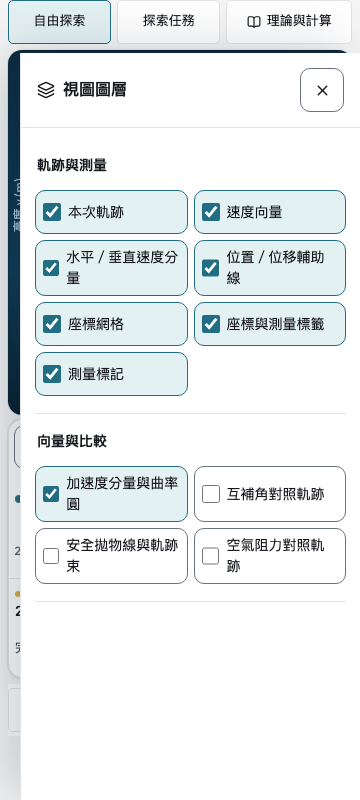 自由探索
探索任務
理論與計算
視圖圖層
軌跡與測量
本次軌跡
速度向量
水平 / 垂直速度分
量
位置 / 位移輔助
線
座標網格
座標與測量標籤
測量標記
向量與比較
加速度分量與曲率
圓
互補角對照軌跡
安全拋物線與軌跡
束
空氣阻力對照軌
跡